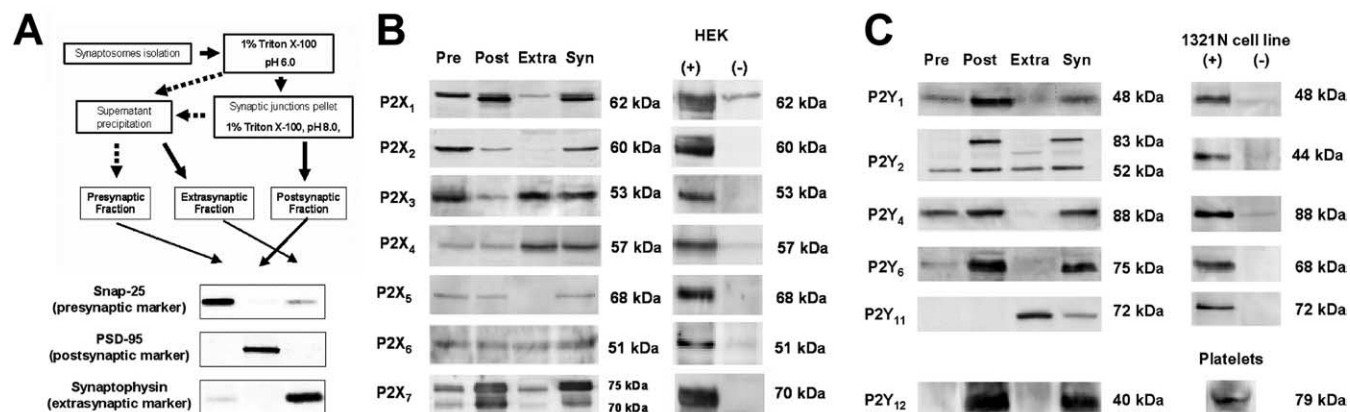 A
Synaptosomes isolation
1% Triton X-100
pH 6.0
Supernatant
precipitation
Synaptic junctions pellet
1% Triton X-100, pH 8.0,
Presynaptic
Fraction
Extrasynaptic
Fraction
Postsynaptic
Fraction
Snap-25
(presynaptic marker)
PSD-95
(postsynaptic marker)
Synaptophysin
(extrasynaptic marker)
B
HEK
Pre Post Extra Syn (+) (-)
P2X1 62 kDa 62 kDa
P2X2 60 kDa 60 kDa
P2X3 53 kDa 53 kDa
P2X4 57 kDa 57 kDa
P2X5 68 kDa 68 kDa
P2X6 51 kDa 51 kDa
P2X7 75 kDa 70 kDa
70 kDa
C
1321N cell line
Pre Post Extra Syn (+) (-)
P2Y1 48 kDa 48 kDa
83 kDa
P2Y2 44 kDa
52 kDa
P2Y4 88 kDa 88 kDa
P2Y6 75 kDa 68 kDa
P2Y11 72 kDa 72 kDa
Platelets
P2Y12 40 kDa 79 kDa